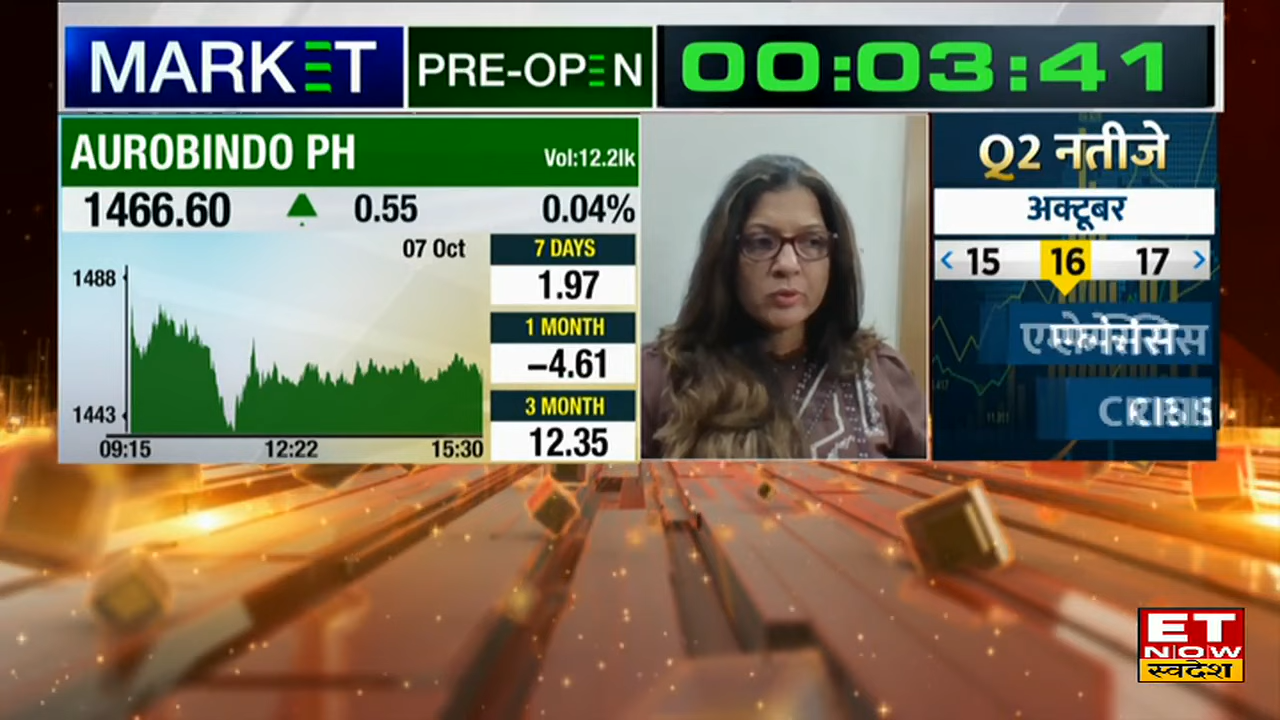 MARKET
PRE-OPEN
00:03:41
AUROBINDO PH
Vol:12.2lk
1466.60
0.55
0.04%
07 Oct
1488
1443
09:15
12:22
15:30
7 DAYS
1.97
1 MONTH
-4.61
3 MONTH
12.35
Q2 नतीजे
अक्टूबर
< 15 16 17 >
ET
NOW
स्वदेश